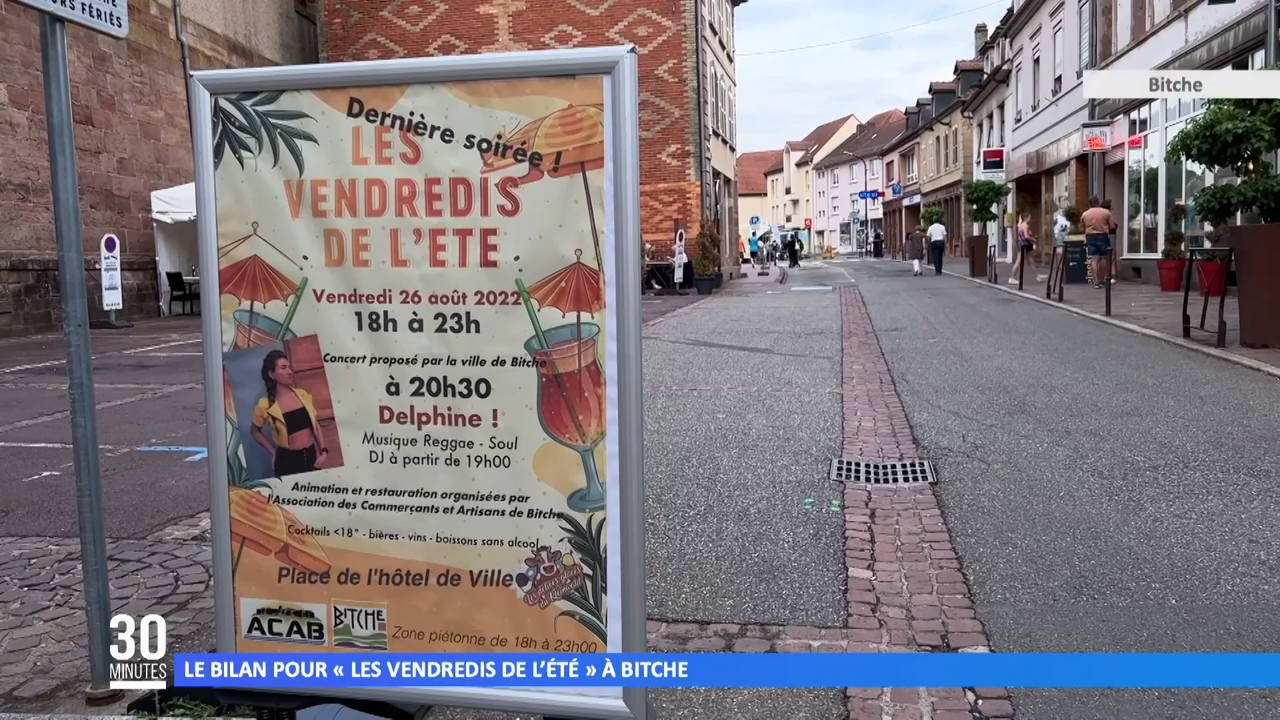 URS FÉRIÉS
Bitche
Dernière soirée !
LES
VENDREDIS
DE L'ETE
Vendredi 26 août 2022
18h à 23h
Concert proposé par la ville de Bitche
à 20h30
Delphine !
Musique Reggae - Soul
DJ à partir de 19h00
Animation et restauration organisées par
l'Association des Commerçants et Artisans de Bitche
Cocktails <18° - bières - vins - boissons sans alcool
Place de l'hôtel de Ville
ACAB
BITCHE
Zone piétonne de 18h à 23h00
30
MINUTES
LE BILAN POUR « LES VENDREDIS DE L'ÉTÉ » À BITCHE